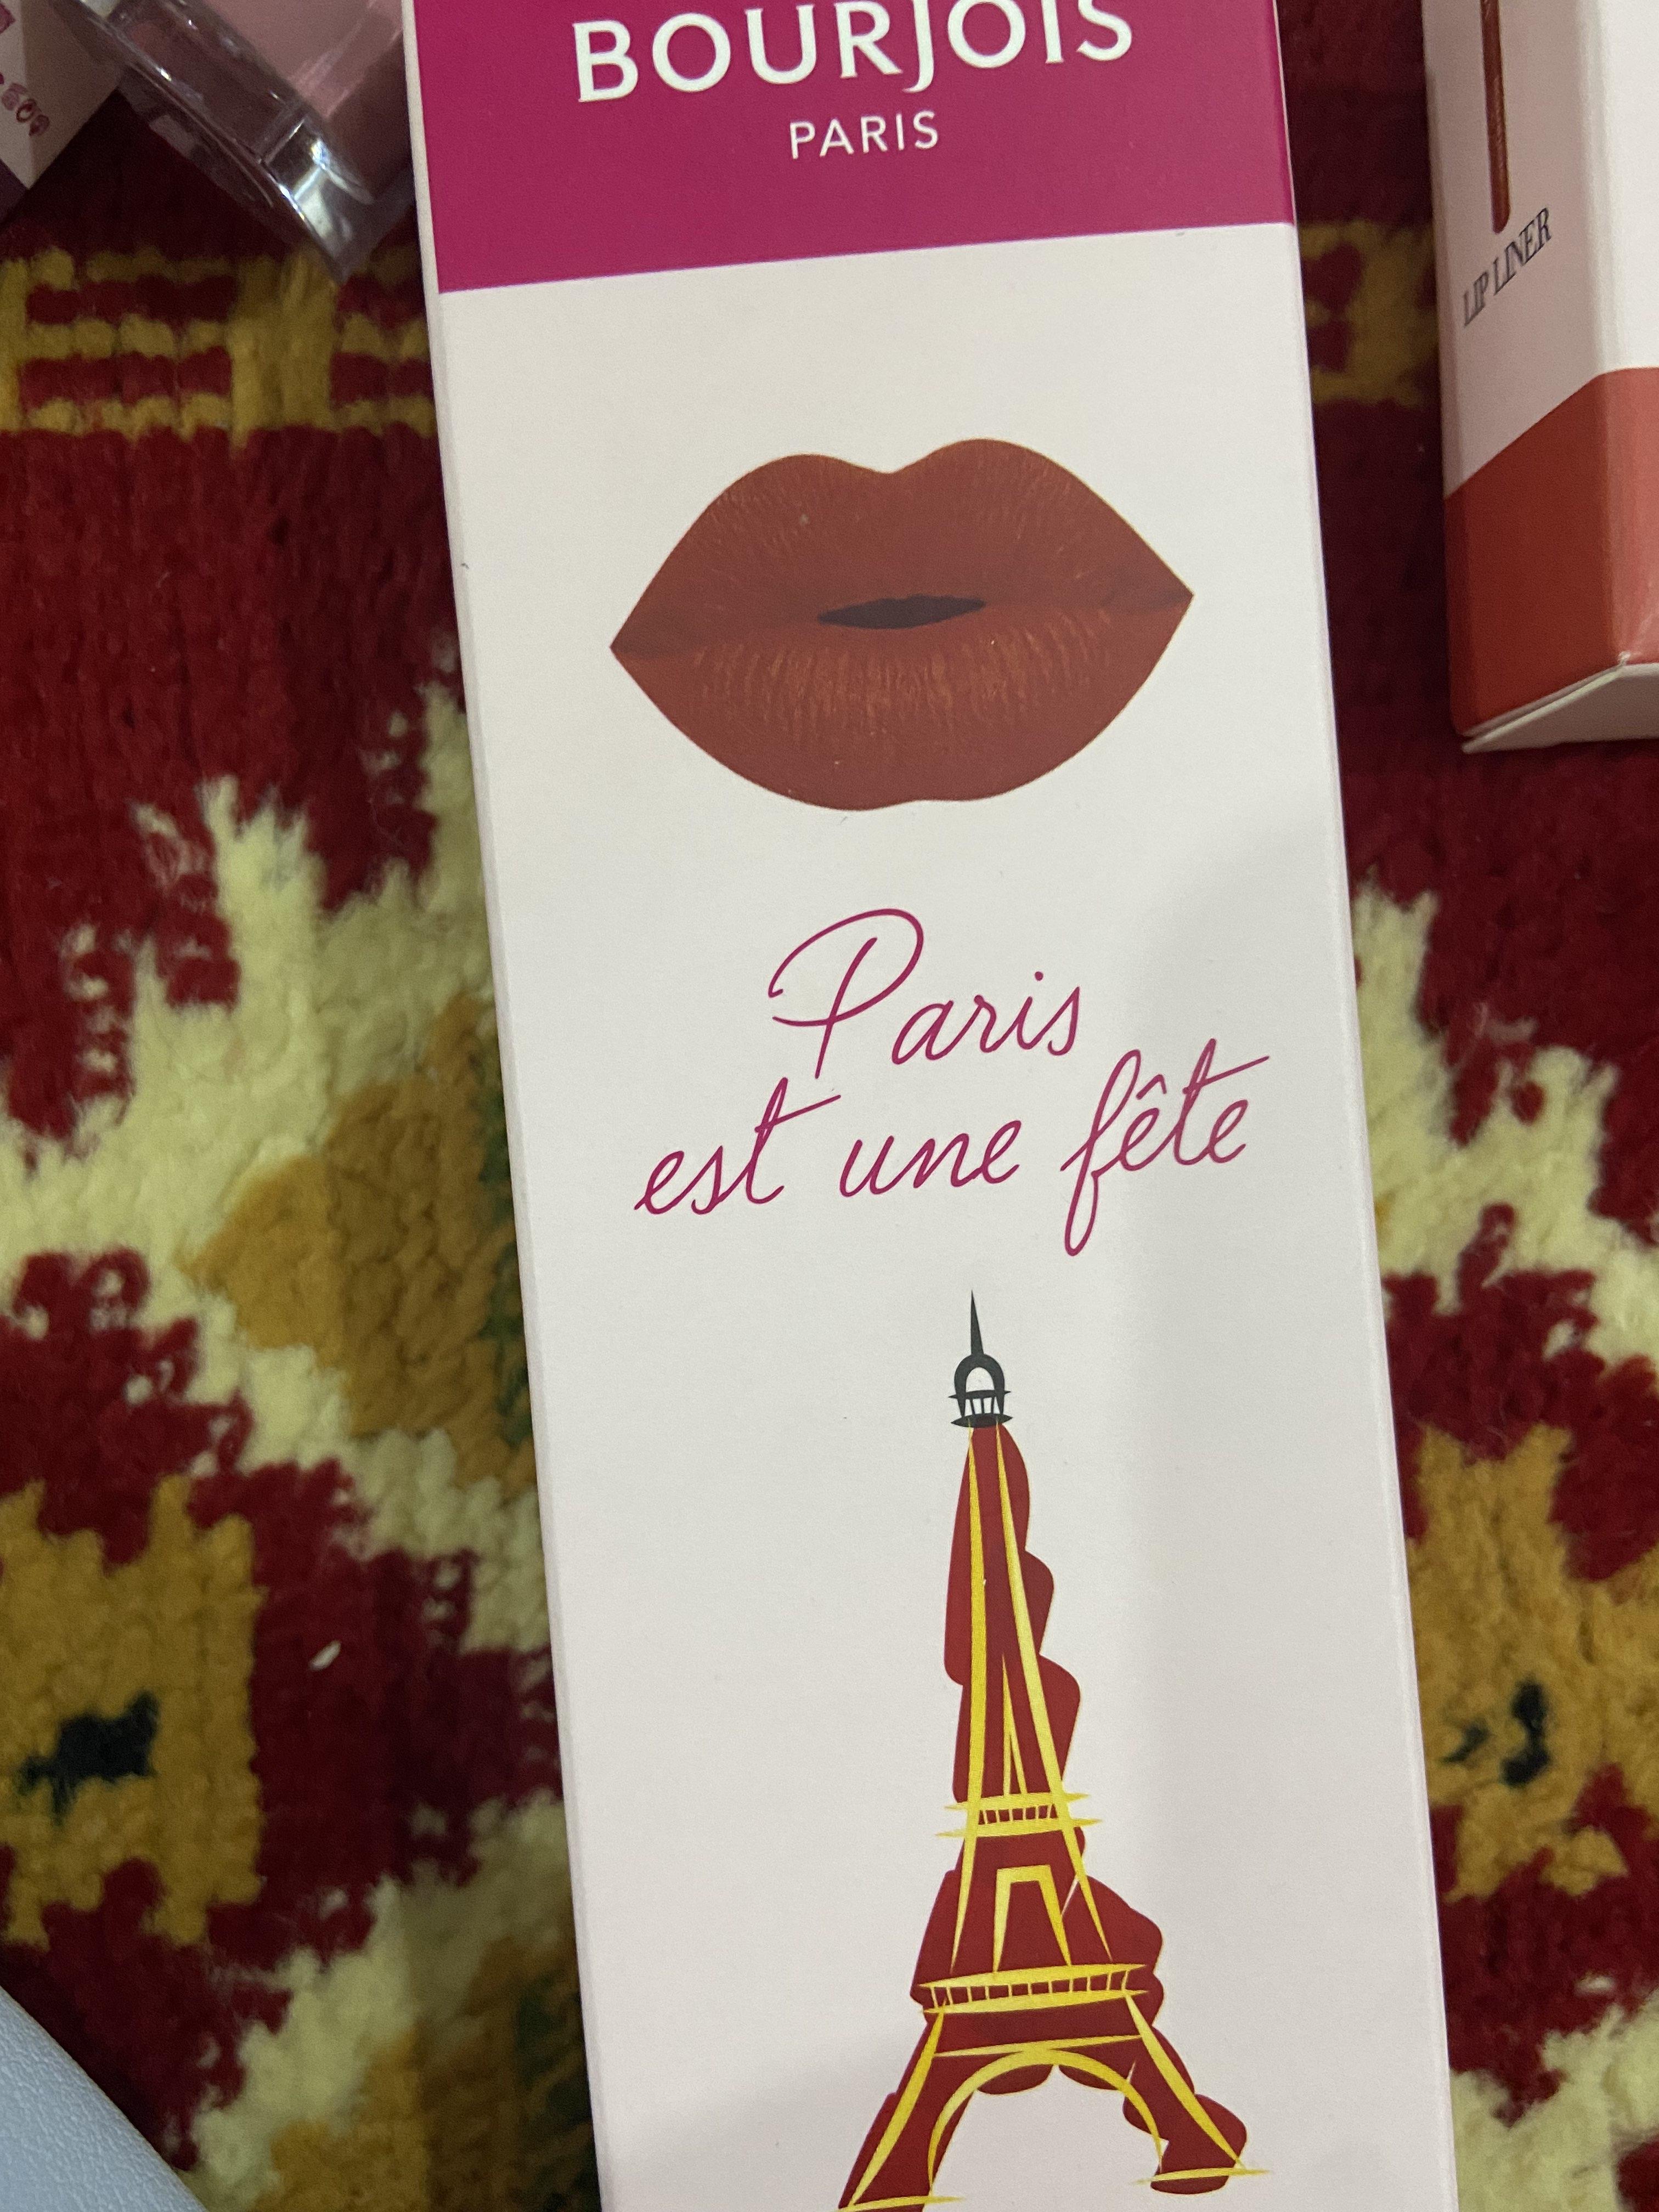 BOURJOIS
PARIS
LIP LINER
Paris
est une fête